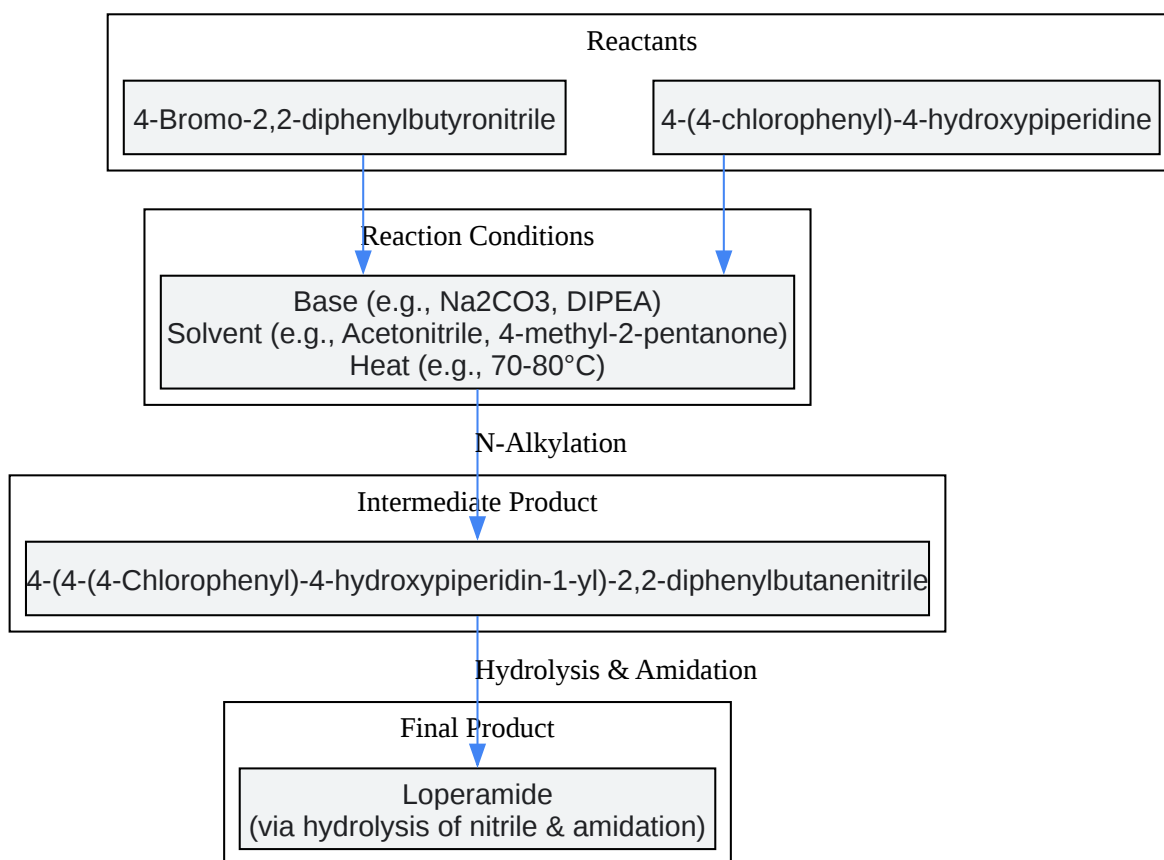 Reactants
4-Bromo-2,2-diphenylbutyronitrile
4-(4-chlorophenyl)-4-hydroxypiperidine
Reaction Conditions
Base (e.g., Na2CO3, DIPEA)
Solvent (e.g., Acetonitrile, 4-methyl-2-pentanone)
Heat (e.g., 70-80°C)
N-Alkylation
Intermediate Product
4-(4-(4-Chlorophenyl)-4-hydroxypiperidin-1-yl)-2,2-diphenylbutanenitrile
Hydrolysis & Amidation
Final Product
Loperamide
(via hydrolysis of nitrile & amidation)